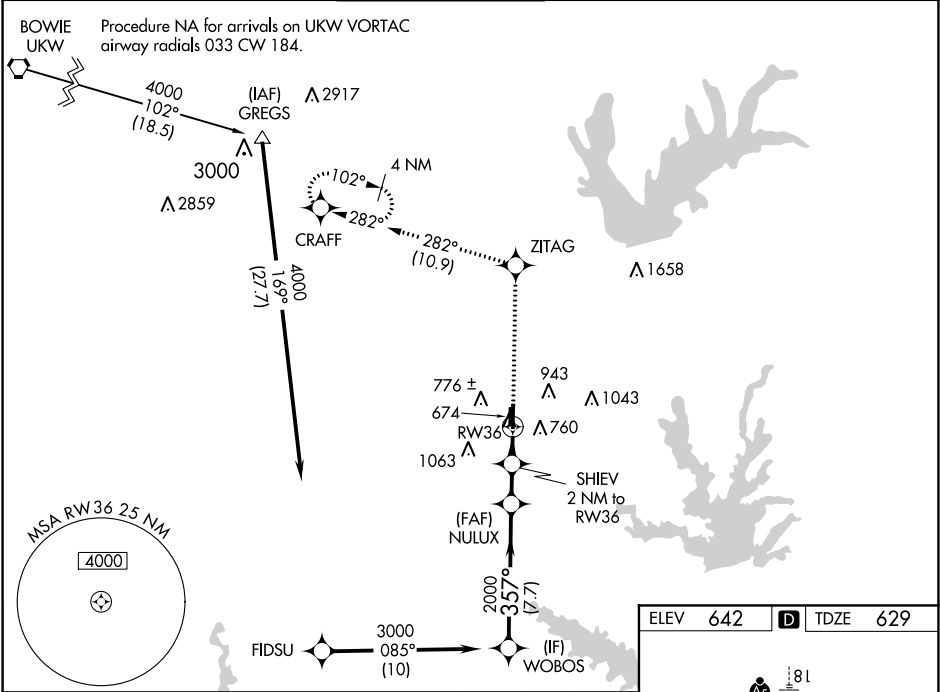 BOWIE
UKW
Procedure NA for arrivals on UKW VORTAC
airway radials 033 CW 184.
4000
102°
(18.5)
(IAF)
GREGS
2917
3000
2859
4 NM
102°
282°
CRAFF
282°
(10.9)
ZITAG
1658
4000
169°
(27.7)
776 ±
943
1043
674
RW36
760
1063
SHIEV
2 NM to
RW36
(FAF)
NULUX
MSA RW36 25 NM
4000
2000
357°
(7.7)
FIDSU
3000
085°
(10)
(IF)
WOBOS
ELEV 642 D TDZE 629
18